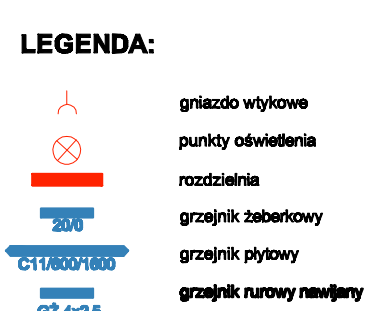 LEGENDA:
gniazdo wtykowe
punkty oświetlenia
rozdzielnia
grzejnik żeberkowy
20/0
grzejnik płytowy
C11/600/1600
grzejnik rurowy nawijany